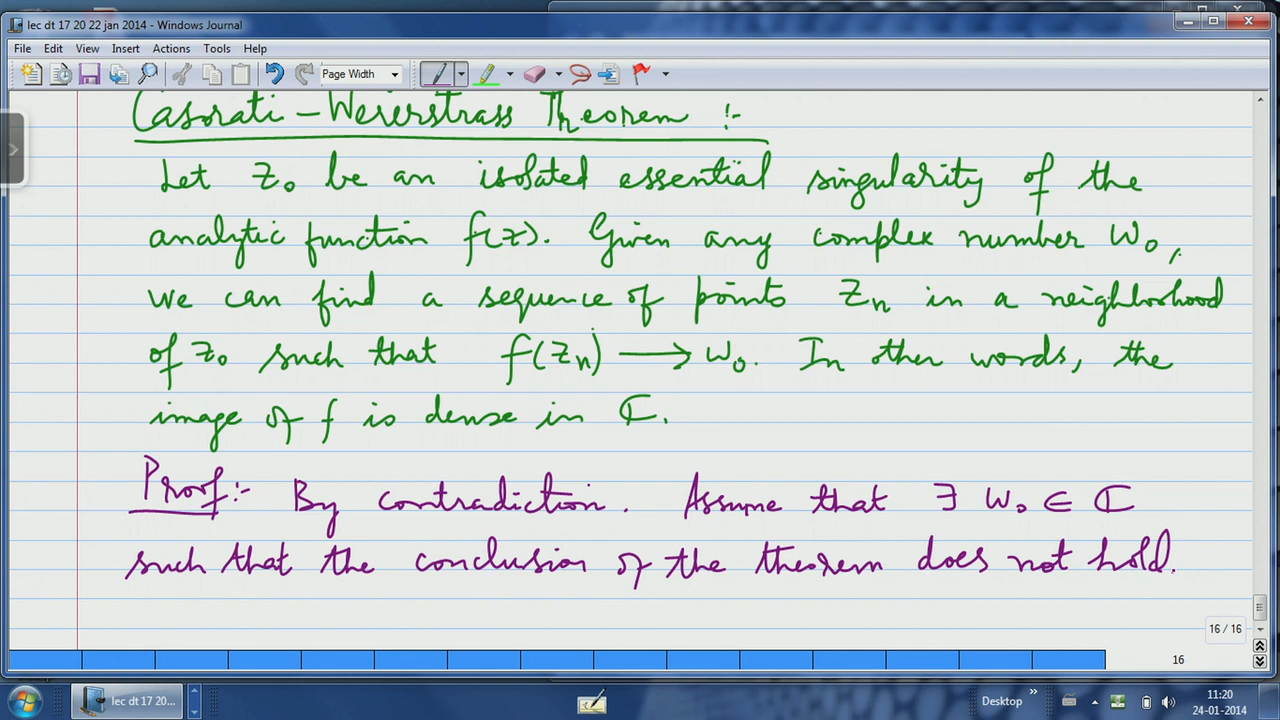 lec dt 17 20 22 jan 2014 - Windows Journal
File Edit View Insert Actions Tools Help
Page Width
Casorati - Weierstrass Theorem :-
Let z₀ be an isolated essential singularity of the
analytic function f(z). Given any complex number w₀,
we can find a sequence of points zₙ in a neighborhood
of z₀ such that f(zₙ) → w₀. In other words, the
image of f is dense in ℂ.
Proof :- By contradiction. Assume that ∃ w₀ ∈ ℂ
such that the conclusion of the theorem does not hold.
16 / 16
16
lec dt 17 20...
Desktop
11:20
24-01-2014